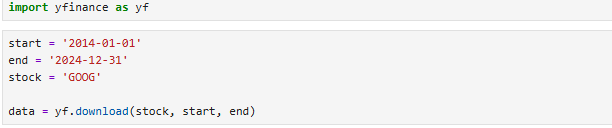 import yfinance as yf
start = '2014-01-01'
end = '2024-12-31'
stock = 'GOOG'
data = yf.download(stock, start, end)